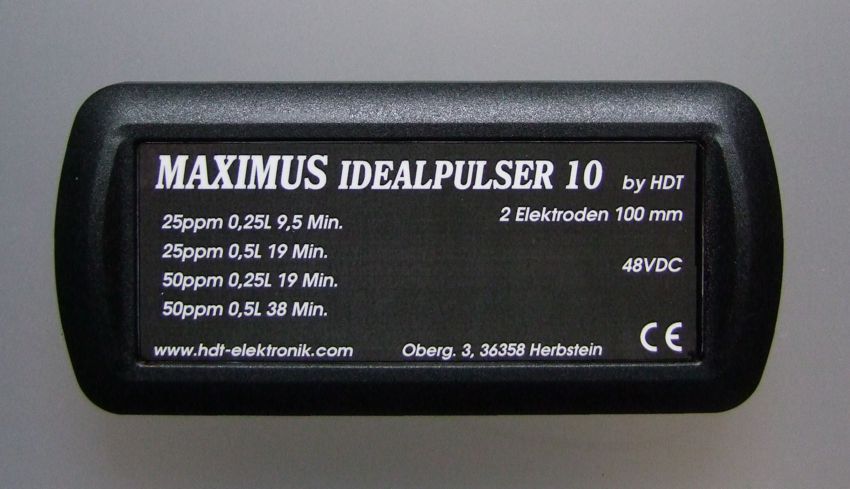 MAXIMUS IDEALPULSER 10 by HDT
2 Elektroden 100 mm
25ppm 0,25L 9,5 Min.
25ppm 0,5L 19 Min.
48VDC
50ppm 0,25L 19 Min.
50ppm 0,5L 38 Min.
CE
www.hdt-elektronik.com Oberg. 3, 36358 Herbstein